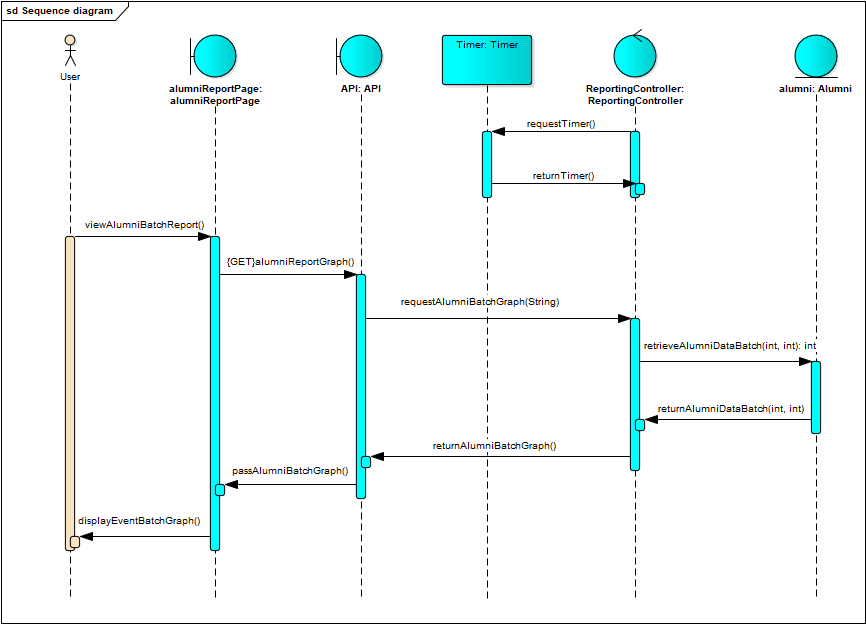 sd Sequence diagram
User
alumniReportPage:
alumniReportPage
API: API
Timer: Timer
ReportingController:
ReportingController
alumni: Alumni
requestTimer()
returnTimer()
viewAlumniBatchReport()
{GET}alumniReportGraph()
requestAlumniBatchGraph(String)
retrieveAlumniDataBatch(int, int): int
returnAlumniDataBatch(int, int)
returnAlumniBatchGraph()
passAlumniBatchGraph()
displayEventBatchGraph()